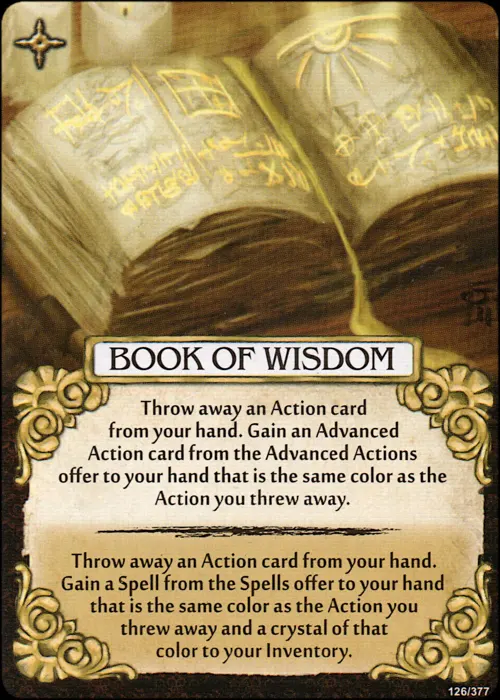 BOOK OF WISDOM
Throw away an Action card
from your hand. Gain an Advanced
Action card from the Advanced Actions
offer to your hand that is the same color as the
Action you threw away.
Throw away an Action card from your hand.
Gain a Spell from the Spells offer to your hand
that is the same color as the Action you
threw away and a crystal of that
color to your Inventory.
126/377